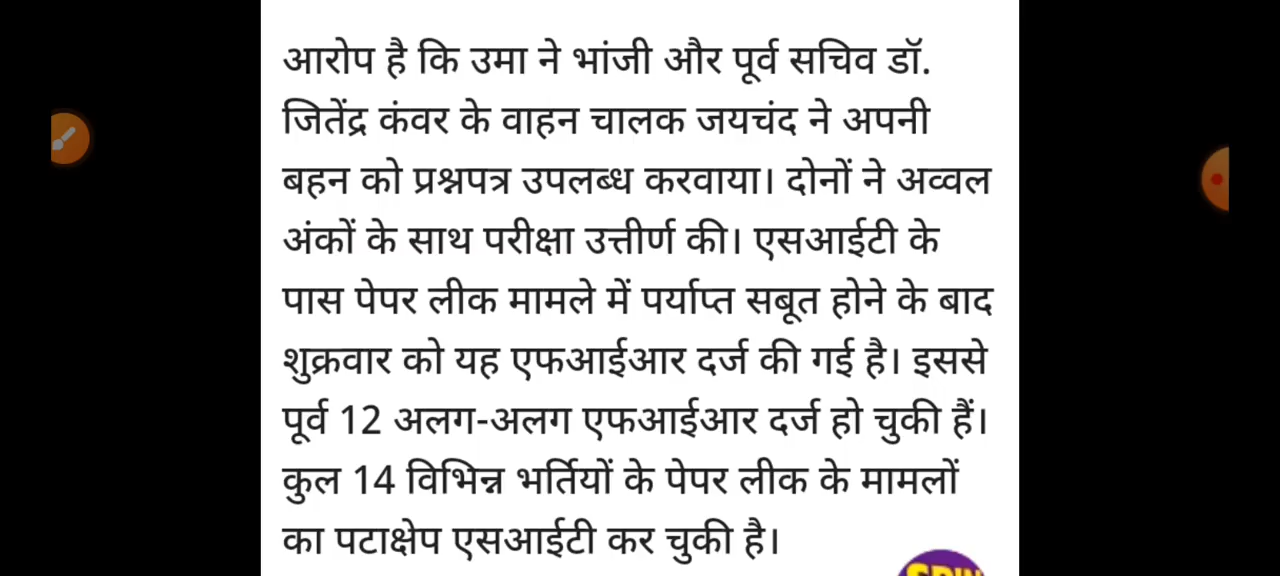 आरोप है कि उमा ने भांजी और पूर्व सचिव डॉ.
जितेंद्र कंवर के वाहन चालक जयचंद ने अपनी
बहन को प्रश्नपत्र उपलब्ध करवाया। दोनों ने अव्वल
अंकों के साथ परीक्षा उत्तीर्ण की। एसआईटी के
पास पेपर लीक मामले में पर्याप्त सबूत होने के बाद
शुक्रवार को यह एफआईआर दर्ज की गई है। इससे
पूर्व 12 अलग-अलग एफआईआर दर्ज हो चुकी हैं।
कुल 14 विभिन्न भर्तियों के पेपर लीक के मामलों
का पटाक्षेप एसआईटी कर चुकी है।